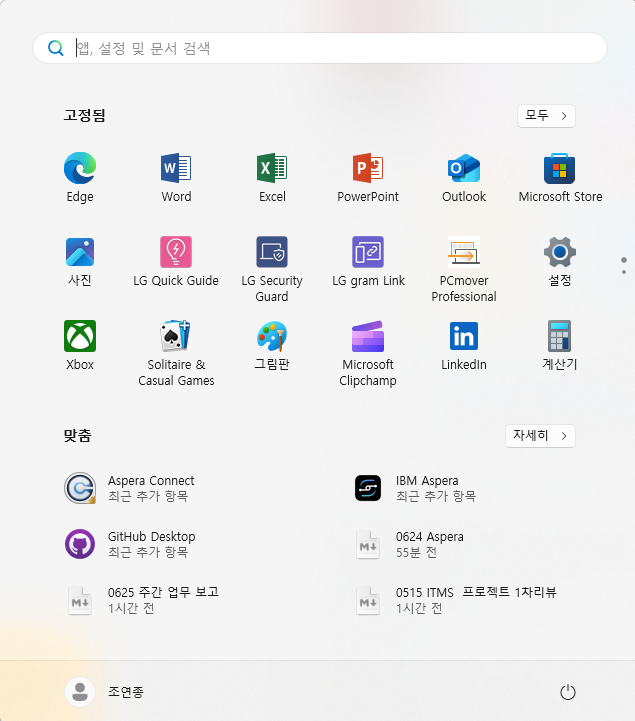 앱, 설정 및 문서 검색
고정됨
모두
Edge
Word
Excel
PowerPoint
Outlook
Microsoft Store
사진
LG Quick Guide
LG Security
Guard
LG gram Link
PCmover
Professional
설정
Xbox
Solitaire &
Casual Games
그림판
Microsoft
Clipchamp
LinkedIn
계산기
맞춤
자세히
Aspera Connect
최근 추가 항목
IBM Aspera
최근 추가 항목
GitHub Desktop
최근 추가 항목
0624 Aspera
55분 전
0625 주간 업무 보고
1시간 전
0515 ITMS  프로젝트 1차리뷰
1시간 전
조연종